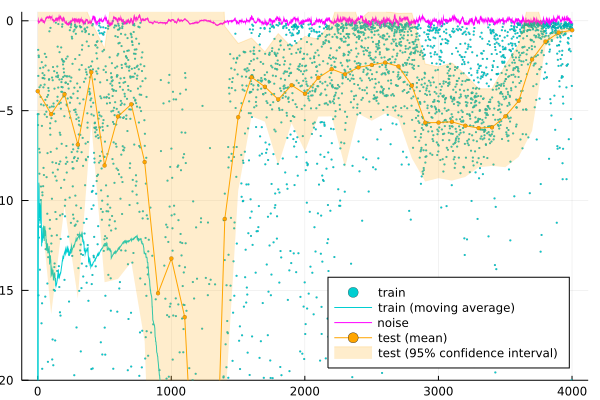 0
-5
10
15
20
0
1000
2000
3000
4000
train
train (moving average)
noise
test (mean)
test (95% confidence interval)